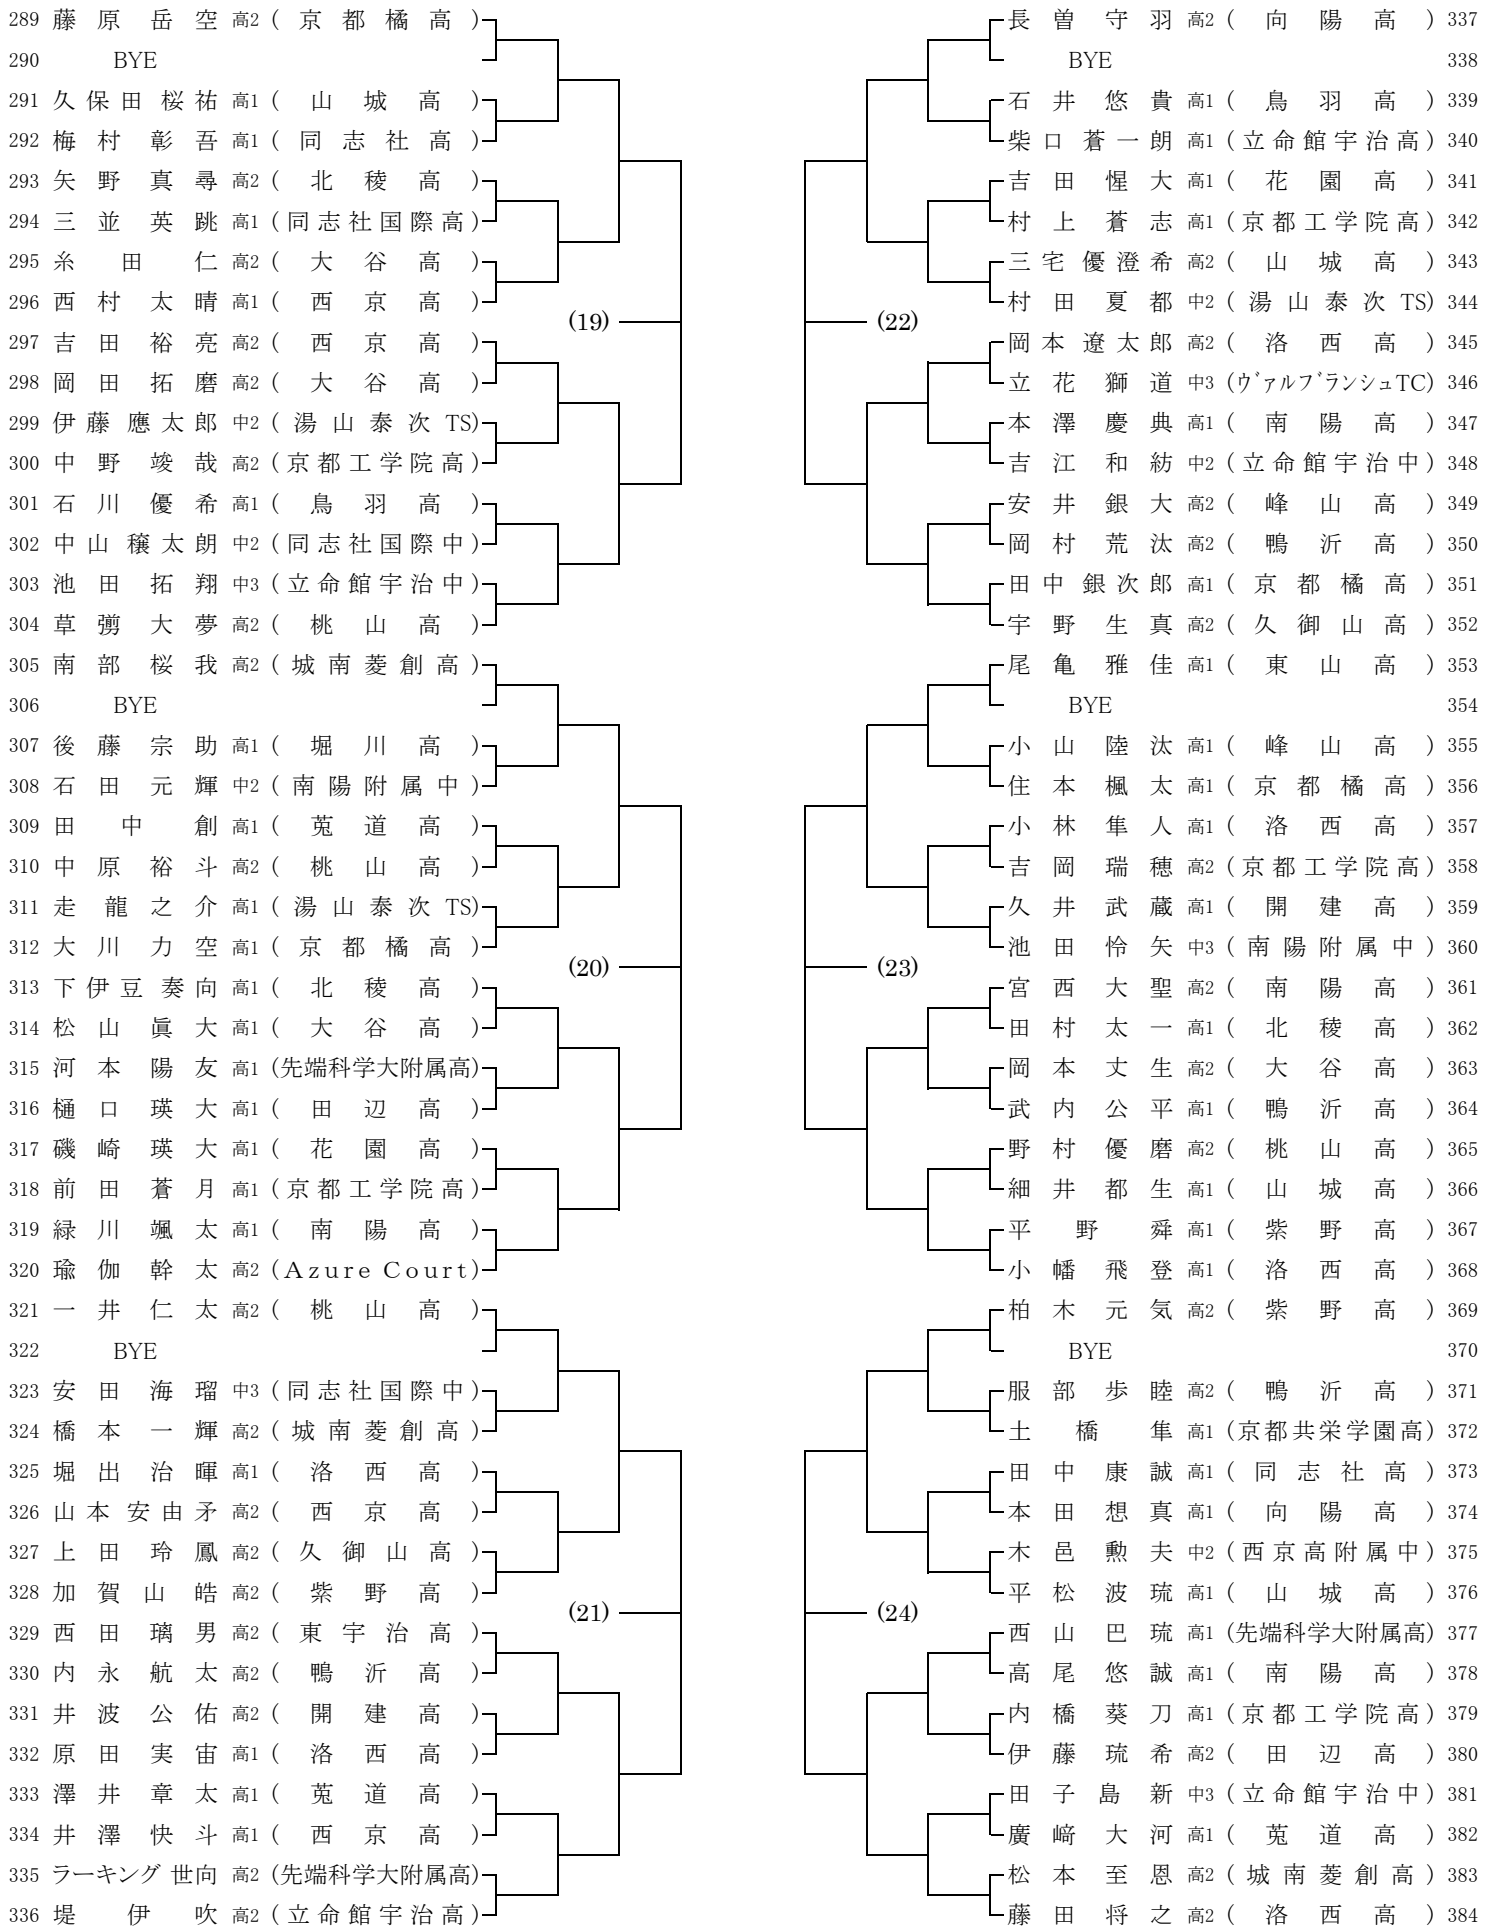 289 藤原岳空 高2 (京都橘高)
290 BYE
291 久保田桜祐 高1 (山城高)
292 梅村彰吾 高1 (同志社高)
293 矢野真尋 高2 (北稜高)
294 三並英跳 高1 (同志社国際高)
295 糸田仁 高2 (大谷高)
296 西村太晴 高1 (西京高)
(19)
297 吉田裕亮 高2 (西京高)
298 岡田拓磨 高2 (大谷高)
299 伊藤應太郎 中2 (湯山泰次 TS)
300 中野竣哉 高2 (京都工学院高)
301 石川優希 高1 (鳥羽高)
302 中山穣太朗 中2 (同志社国際中)
303 池田拓翔 中3 (立命館宇治中)
304 草彅大夢 高2 (桃山高)
305 南部桜我 高2 (城南菱創高)
306 BYE
307 後藤宗助 高1 (堀川高)
308 石田元輝 中2 (南陽附属中)
309 田中創 高1 (莵道高)
310 中原裕斗 高2 (桃山高)
311 走龍之介 高1 (湯山泰次 TS)
312 大川力空 高1 (京都橘高)
(20)
313 下伊豆奏向 高1 (北稜高)
314 松山眞大 高1 (大谷高)
315 河本陽友 高1 (先端科学大附属高)
316 樋口瑛大 高1 (田辺高)
317 磯崎瑛大 高1 (花園高)
318 前田蒼月 高1 (京都工学院高)
319 緑川颯太 高1 (南陽高)
320 瑜伽幹太 高2 (Azure Court)
321 一井仁太 高2 (桃山高)
322 BYE
323 安田海瑠 中3 (同志社国際中)
324 橋本一輝 高2 (城南菱創高)
325 堀出治暉 高1 (洛西高)
326 山本安由矛 高2 (西京高)
327 上田玲鳳 高2 (久御山高)
328 加賀山皓 高2 (紫野高)
(21)
329 西田璃男 高2 (東宇治高)
330 内永航太 高2 (鴨沂高)
331 井波公佑 高2 (開建高)
332 原田実宙 高1 (洛西高)
333 澤井章太 高1 (莵道高)
334 井澤快斗 高1 (西京高)
335 ラーキング 世向 高2 (先端科学大附属高)
336 堤伊吹 高2 (立命館宇治高)
長曽守羽 高2 (向陽高) 337
BYE 338
石井悠貴 高1 (鳥羽高) 339
柴口蒼一朗 高1 (立命館宇治高) 340
吉田惺大 高1 (花園高) 341
村上蒼志 高1 (京都工学院高) 342
三宅優澄希 高2 (山城高) 343
村田夏都 中2 (湯山泰次 TS) 344
(22)
岡本遼太郎 高2 (洛西高) 345
立花獅道 中3 (ヴァルブランシュTC) 346
本澤慶典 高1 (南陽高) 347
吉江和紡 中2 (立命館宇治中) 348
安井銀大 高2 (峰山高) 349
岡村荒汰 高2 (鴨沂高) 350
田中銀次郎 高1 (京都橘高) 351
宇野生真 高2 (久御山高) 352
尾亀雅佳 高1 (東山高) 353
BYE 354
小山陸汰 高1 (峰山高) 355
住本楓太 高1 (京都橘高) 356
小林隼人 高1 (洛西高) 357
吉岡瑞穂 高2 (京都工学院高) 358
久井武蔵 高1 (開建高) 359
池田怜矢 中3 (南陽附属中) 360
(23)
宮西大聖 高2 (南陽高) 361
田村太一 高1 (北稜高) 362
岡本丈生 高2 (大谷高) 363
武内公平 高1 (鴨沂高) 364
野村優磨 高2 (桃山高) 365
細井都生 高1 (山城高) 366
平野舜 高1 (紫野高) 367
小幡飛登 高1 (洛西高) 368
柏木元気 高2 (紫野高) 369
BYE 370
服部歩睦 高2 (鴨沂高) 371
土橋隼 高1 (京都共栄学園高) 372
田中康誠 高1 (同志社高) 373
本田想真 高1 (向陽高) 374
木邑勲夫 中2 (西京高附属中) 375
平松波琉 高1 (山城高) 376
(24)
西山巴琉 高1 (先端科学大附属高) 377
高尾悠誠 高1 (南陽高) 378
内橋葵刀 高1 (京都工学院高) 379
伊藤琉希 高2 (田辺高) 380
田子島新 中3 (立命館宇治中) 381
廣﨑大河 高1 (莵道高) 382
松本至恩 高2 (城南菱創高) 383
藤田将之 高2 (洛西高) 384